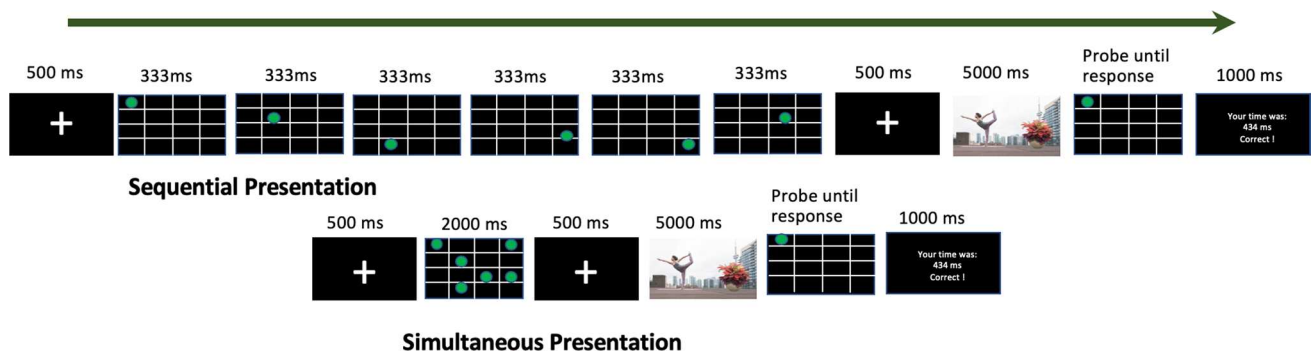 500 ms
333ms
333ms
333ms
333ms
333ms
333ms
500 ms
5000 ms
Probe until
response
1000 ms
Your time was:
434 ms
Correct !
Sequential Presentation
500 ms
2000 ms
500 ms
5000 ms
Probe until
response
1000 ms
Your time was:
434 ms
Correct !
Simultaneous Presentation